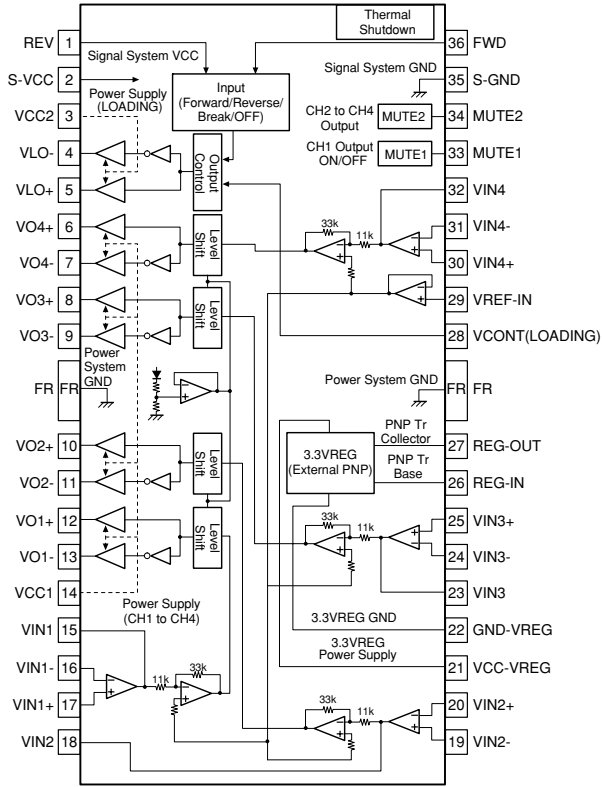 Thermal
Shutdown
REV 1
36 FWD
Signal System VCC
S-VCC 2
Signal System GND
35 S-GND
Input
(Forward/Reverse/
Break/OFF)
Power Supply
(LOADING)
VCC2 3
CH2 to CH4
Output
MUTE2
34 MUTE2
VLO- 4
Output
Control
CH1 Output
ON/OFF
MUTE1
33 MUTE1
VLO+ 5
32 VIN4
VO4+ 6
Level
Shift
33k
11k
31 VIN4-
VO4- 7
30 VIN4+
VO3+ 8
Level
Shift
29 VREF-IN
VO3- 9
28 VCONT(LOADING)
Power
System
GND
FR FR
Power System GND
FR FR
VO2+ 10
Level
Shift
3.3VREG
(External PNP)
PNP Tr
Collector
27 REG-OUT
VO2- 11
PNP Tr
Base
26 REG-IN
VO1+ 12
Level
Shift
33k
11k
25 VIN3+
VO1- 13
24 VIN3-
VCC1 14
23 VIN3
Power Supply
(CH1 to CH4)
VIN1 15
3.3VREG GND
22 GND-VREG
VIN1- 16
33k
11k
3.3VREG
Power Supply
21 VCC-VREG
VIN1+ 17
33k
11k
20 VIN2+
VIN2 18
19 VIN2-